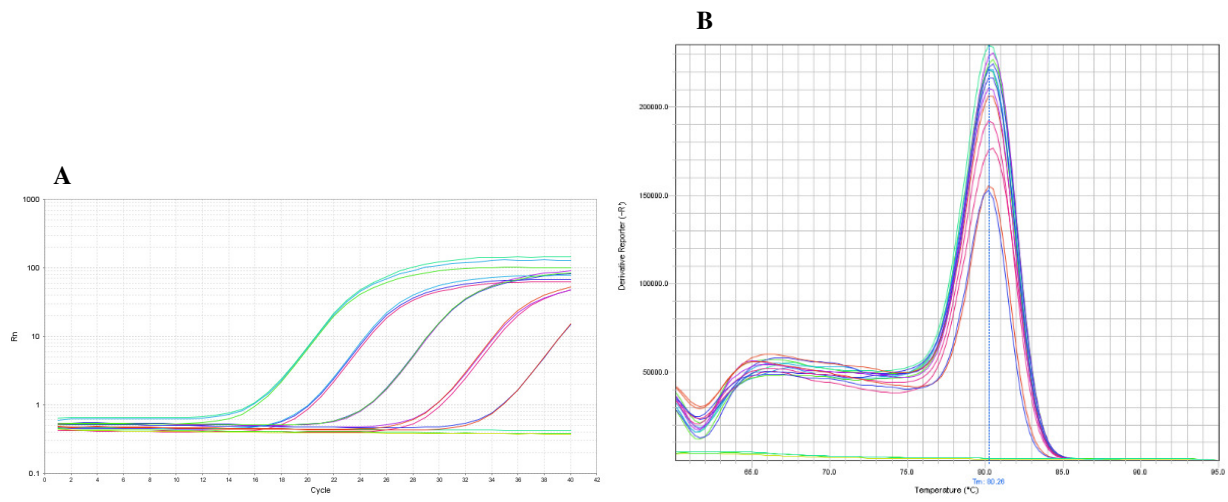 A
1000
100
10
1
0.1
Rn
0 2 4 6 8 10 12 14 16 18 20 22 24 26 28 30 32 34 36 38 40 42
Cycle
B
200000.0
150000.0
100000.0
50000.0
Derivative Reporter (-R')
65.0 70.0 75.0 80.0 85.0 90.0 95.0
Tm: 80.26
Temperature (°C)